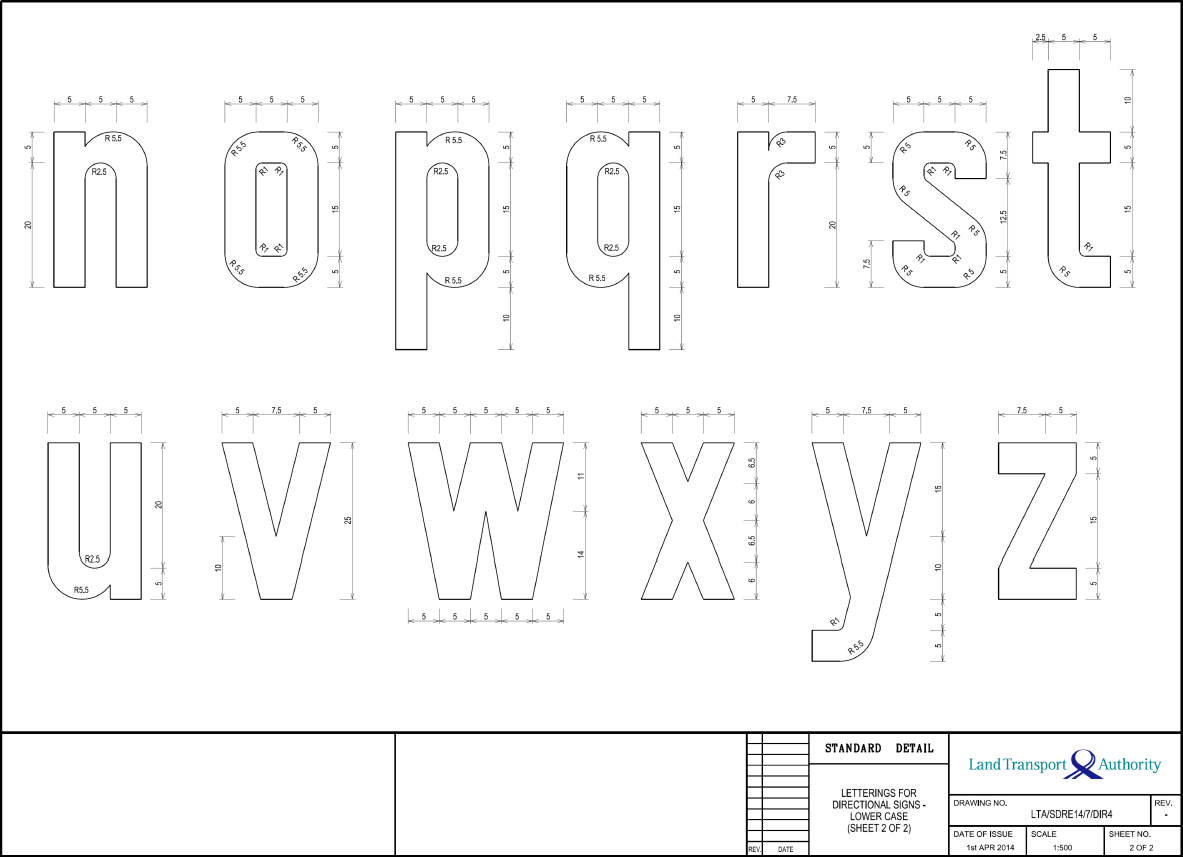 2.5 5 5
5 5 5 5 5 5 5 5 5 5 5 5 5 7.5 5 5 5
n o p q r s t
5 R 5.5 R 5.5 R 5.5 5 R 5.5 5 R 5.5 5 R3 5 5 R 5 R 5 7.5 10 5
R2.5 R1 R1 R2.5 R2.5 R3 R1 R1
20 15 15 15 20 R 5 R 5 12.5 15
R1 R1 R2.5 R2.5 R1 R1 R1 R1
R 5.5 R 5.5 5 R 5.5 5 R 5.5 5 7.5 R 5 R 5 5 R 5 5
10 10
5 5 5 5 7.5 5 5 5 5 5 5 5 5 5 5 7.5 5 7.5 5
u v w x y z
20 25 11 6.5 15 5
6 15
R2.5 10 14 6.5 10
R5.5 5 6 5
5 5 5 5 5 R1 5
R 5.5 5
STANDARD DETAIL
LETTERINGS FOR
DIRECTIONAL SIGNS -
LOWER CASE
(SHEET 2 OF 2)
REV. DATE
Land Transport Authority
DRAWING NO. REV.
LTA/SDRE14/7/DIR4 -
DATE OF ISSUE SCALE SHEET NO.
1st APR 2014 1:500 2 OF 2